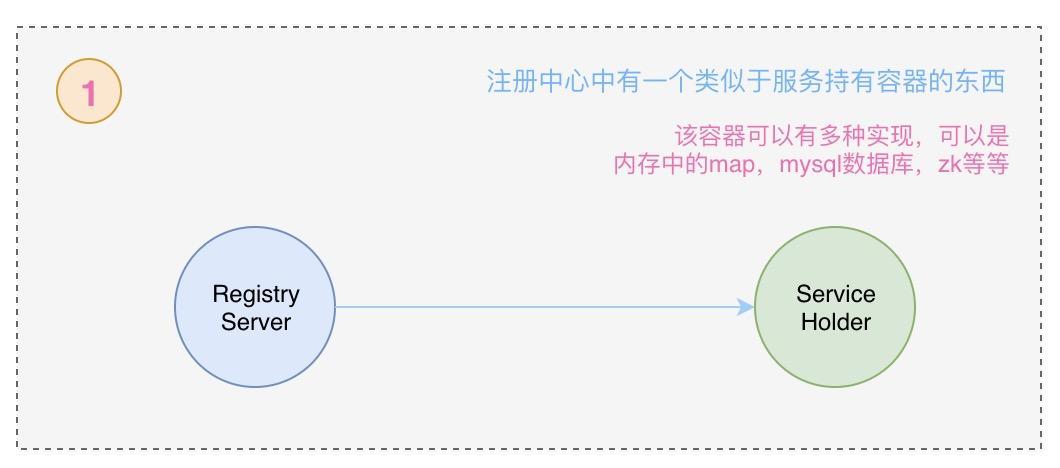 1
注册中心中有一个类似于服务持有容器的东西
该容器可以有多种实现，可以是
内存中的map，mysql数据库，zk等等
Registry
Server
Service
Holder